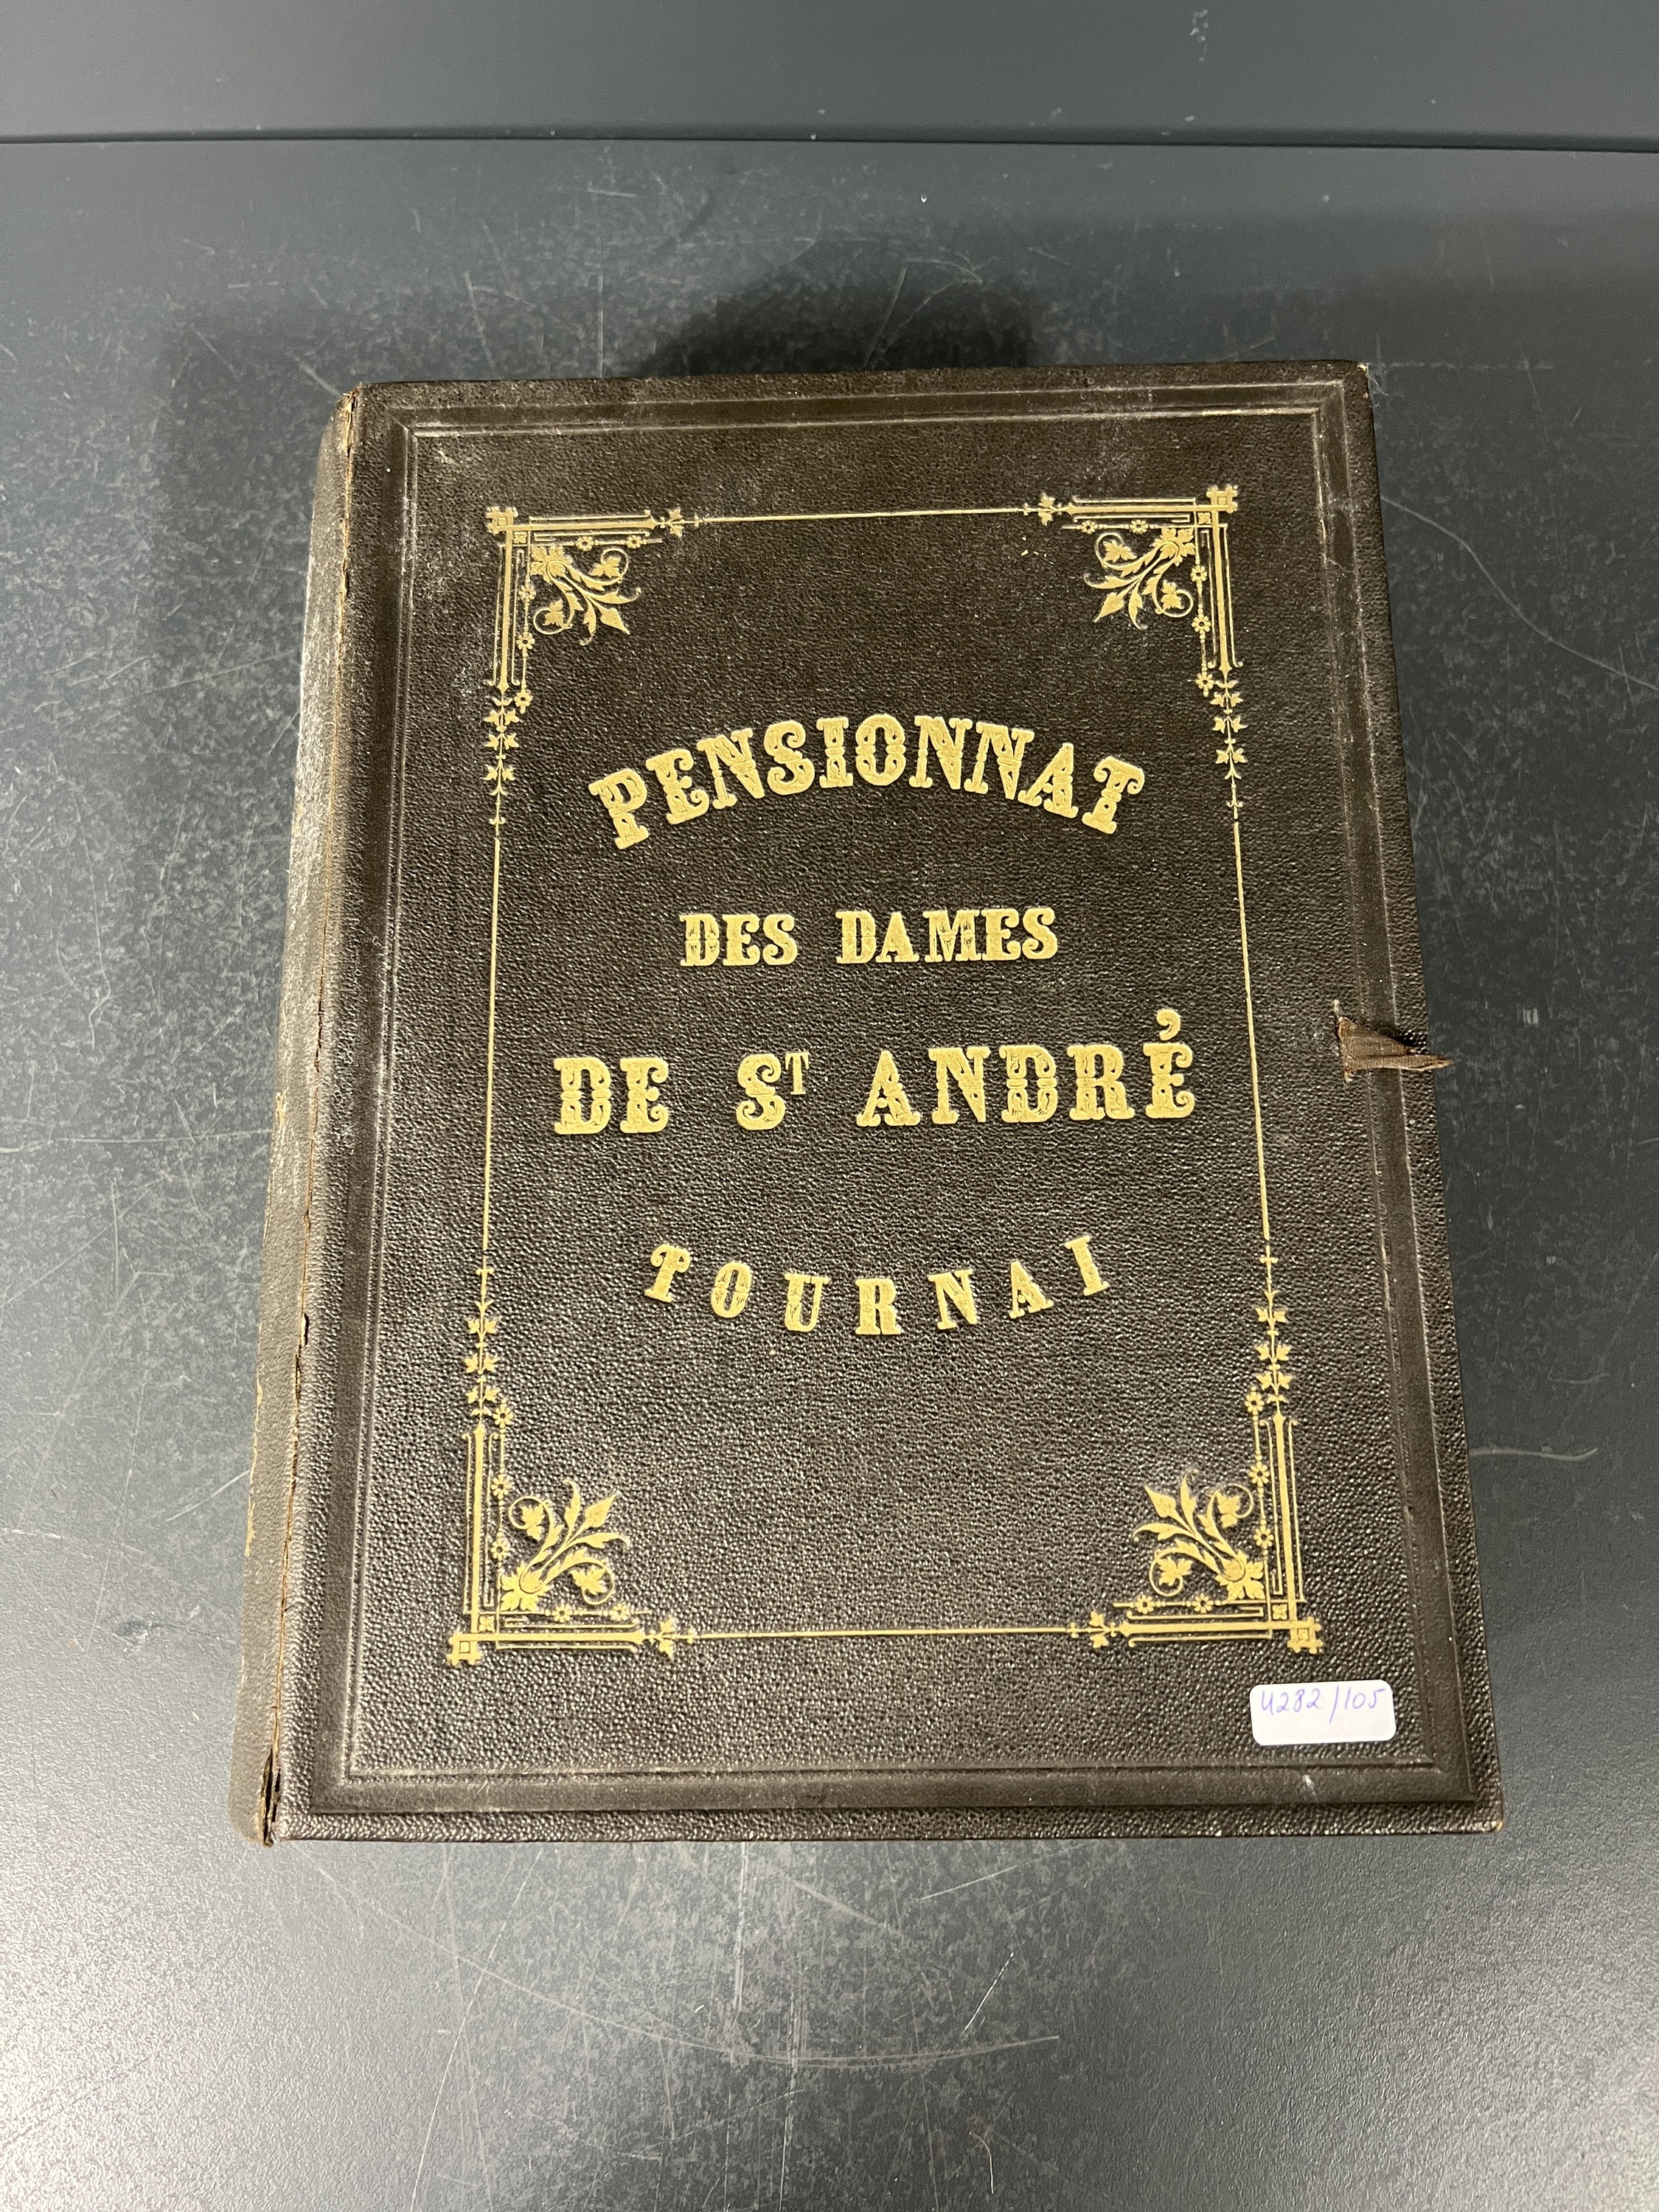 PENSIONNAT
DES DAMES
DE ST ANDRÉ
TOURNAI
4282/105